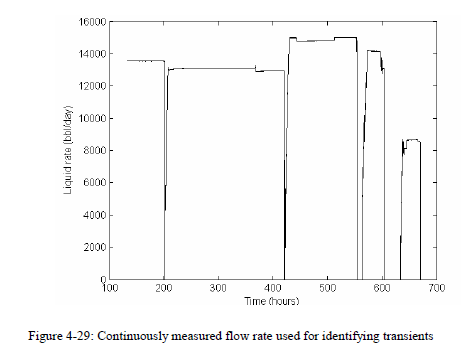 16000
14000
12000
10000
8000
6000
4000
2000
0
Liquid rate (bbl/day)
100 200 300 400 500 600 700
Time (hours)
Figure 4-29: Continuously measured flow rate used for identifying transients